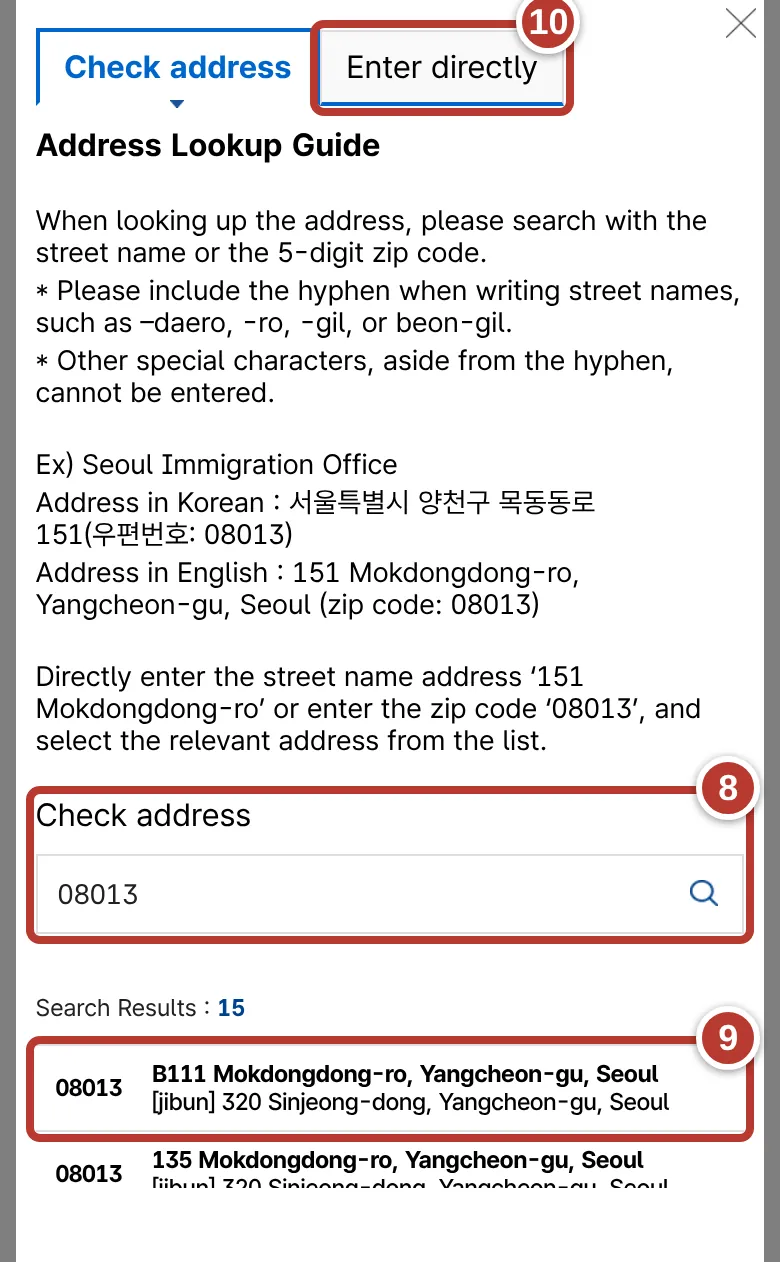 10
Check address
Enter directly
Address Lookup Guide
When looking up the address, please search with the
street name or the 5-digit zip code.
* Please include the hyphen when writing street names,
such as –daero, -ro, -gil, or beon-gil.
* Other special characters, aside from the hyphen,
cannot be entered.
Ex) Seoul Immigration Office
Address in Korean : 서울특별시 양천구 목동동로
151(우편번호: 08013)
Address in English : 151 Mokdongdong-ro,
Yangcheon-gu, Seoul (zip code: 08013)
Directly enter the street name address ‘151
Mokdongdong-ro’ or enter the zip code ‘08013’, and
select the relevant address from the list.
8
Check address
08013
Search Results : 15
9
08013
B111 Mokdongdong-ro, Yangcheon-gu, Seoul
[jibun] 320 Sinjeong-dong, Yangcheon-gu, Seoul
08013
135 Mokdongdong-ro, Yangcheon-gu, Seoul
[jibun] 320 Sinjeong-dong, Yangcheon-gu, Seoul